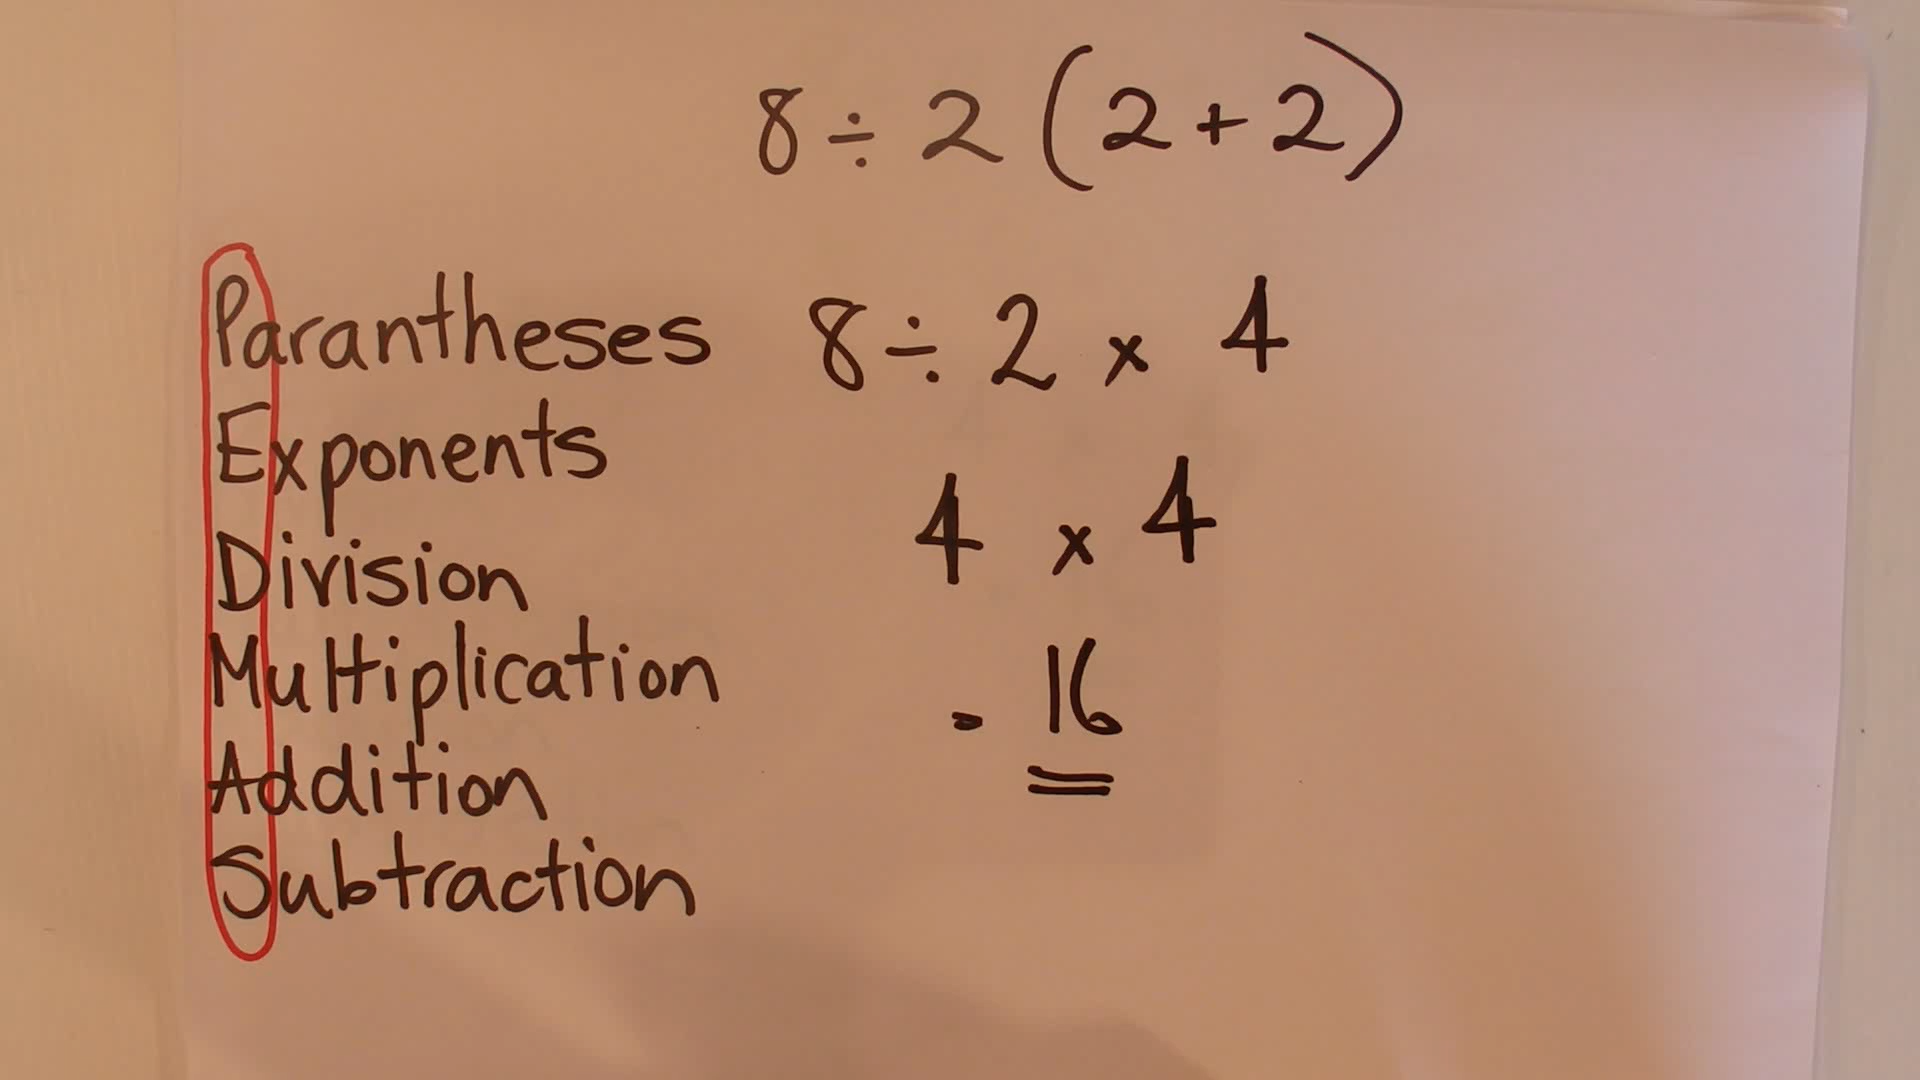 8 ÷ 2 (2 + 2)
Parantheses 8 ÷ 2 x 4
Exponents
4 x 4
Division
Multiplication
= 16
Addition
Subtraction